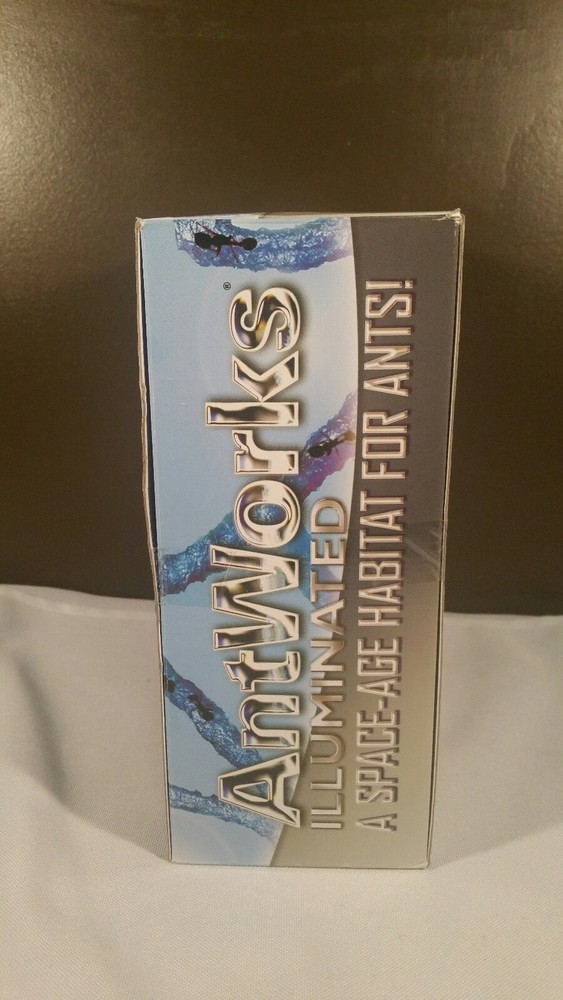 AntWorks®
ILLUMINATED
A SPACE-AGE HABITAT FOR ANTS!